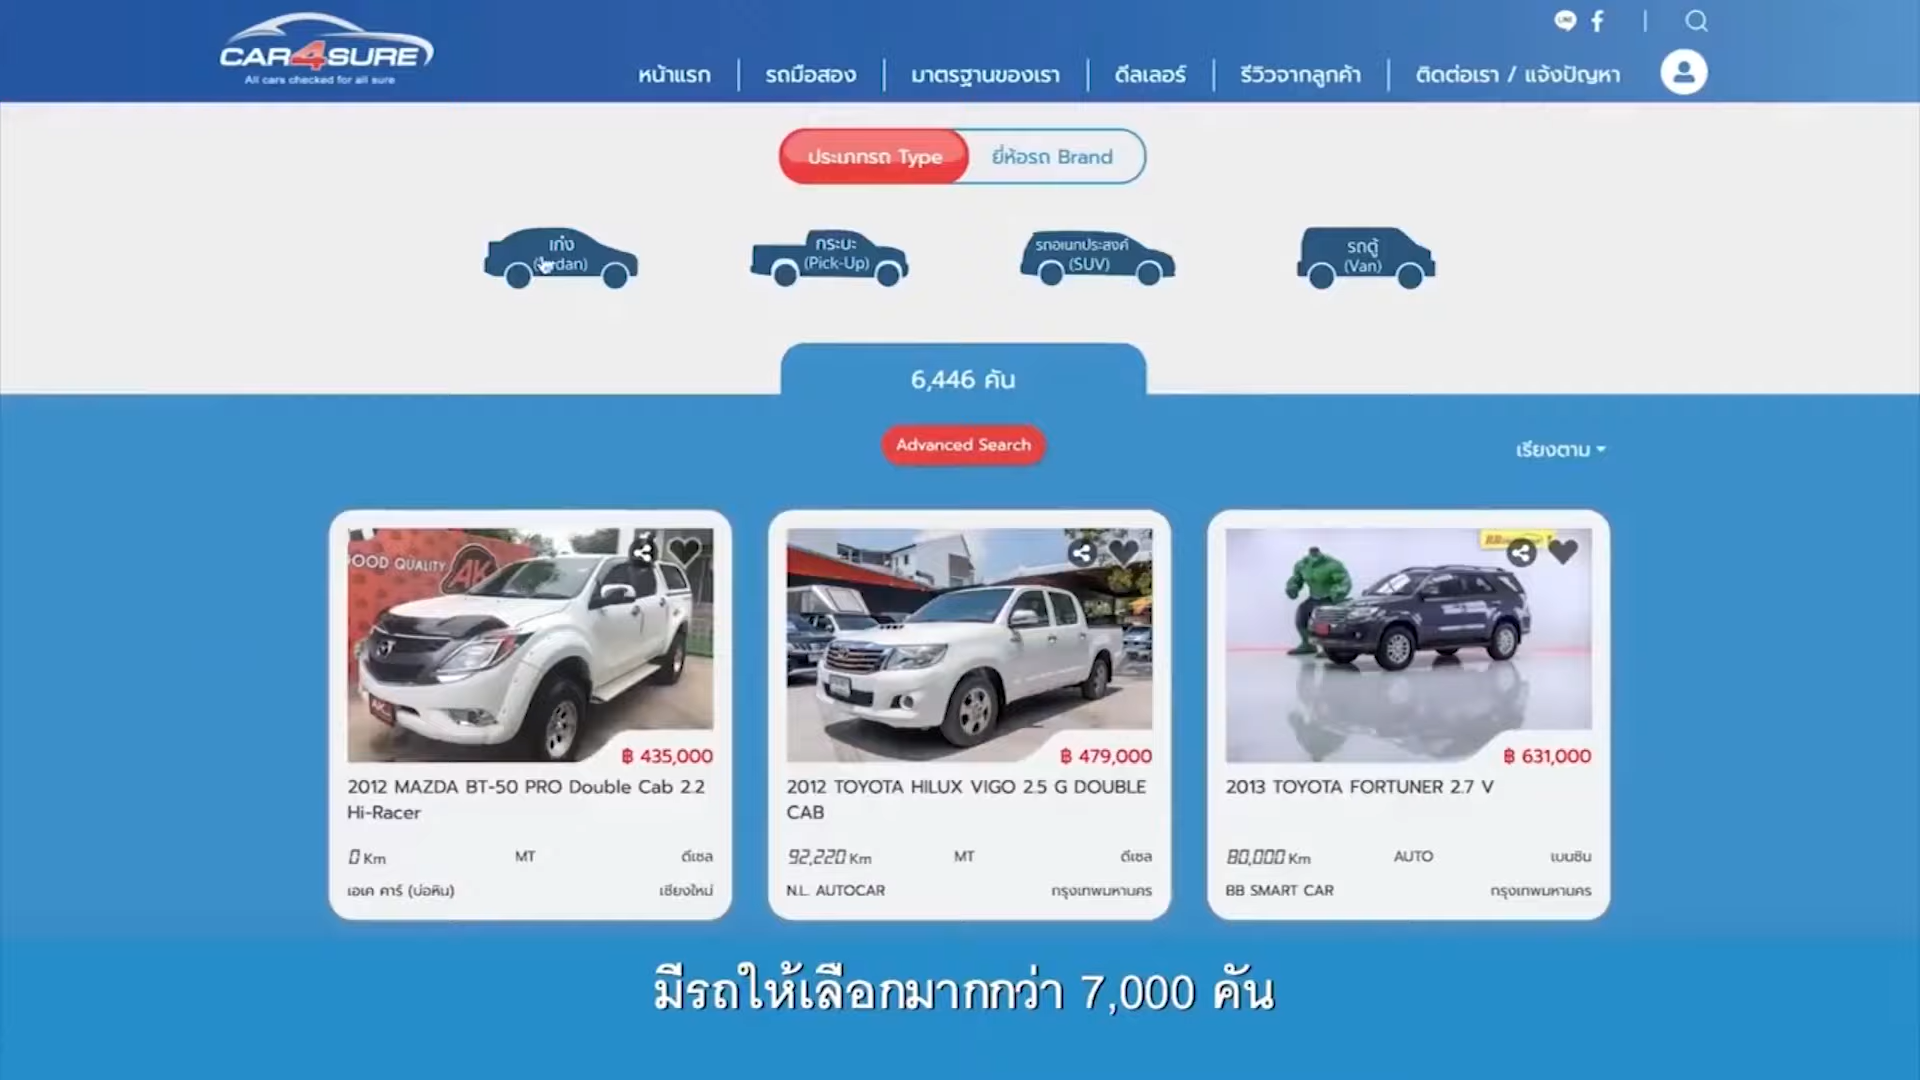 CAR4SURE
All cars checked for all sure
หน้าแรก
รถมือสอง
มาตรฐานของเรา
ดีลเลอร์
รีวิวจากลูกค้า
ติดต่อเรา / แจ้งปัญหา
ประเภทรถ Type
ยี่ห้อรถ Brand
เก๋ง
กระบะ
(Pick-Up)
รถอเนกประสงค์
(SUV)
รถตู้
(Van)
6,446 คัน
Advanced Search
เรียงตาม
GOOD QUALITY AK
฿ 435,000
2012 MAZDA BT-50 PRO Double Cab 2.2
Hi-Racer
0 Km MT ดีเซล
เอเค คาร์ (บ่อหิน) เชียงใหม่
฿ 479,000
2012 TOYOTA HILUX VIGO 2.5 G DOUBLE
CAB
92,220 Km MT ดีเซล
N.L. AUTOCAR กรุงเทพมหานคร
฿ 631,000
2013 TOYOTA FORTUNER 2.7 V
80,000 Km AUTO เบนซิน
BB SMART CAR กรุงเทพมหานคร
มีรถให้เลือกมากกว่า 7,000 คัน